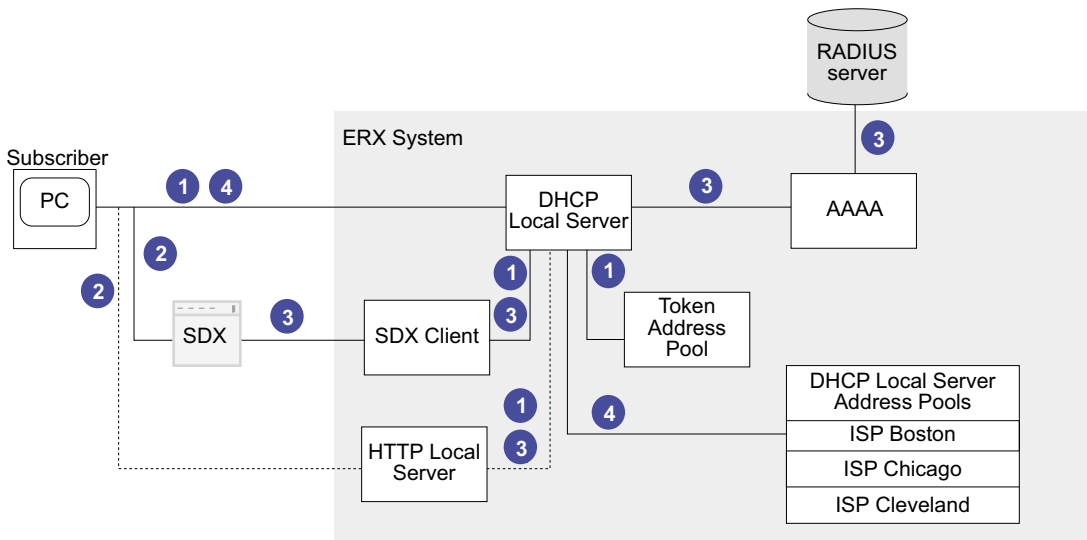 RADIUS
server
3
ERX System
Subscriber
PC
1 4
DHCP
Local Server
3
AAAA
2
1
1
2
SDX
3
SDX Client
3
Token
Address
Pool
DHCP Local Server
Address Pools
1
4
ISP Boston
HTTP Local
Server
3
ISP Chicago
ISP Cleveland